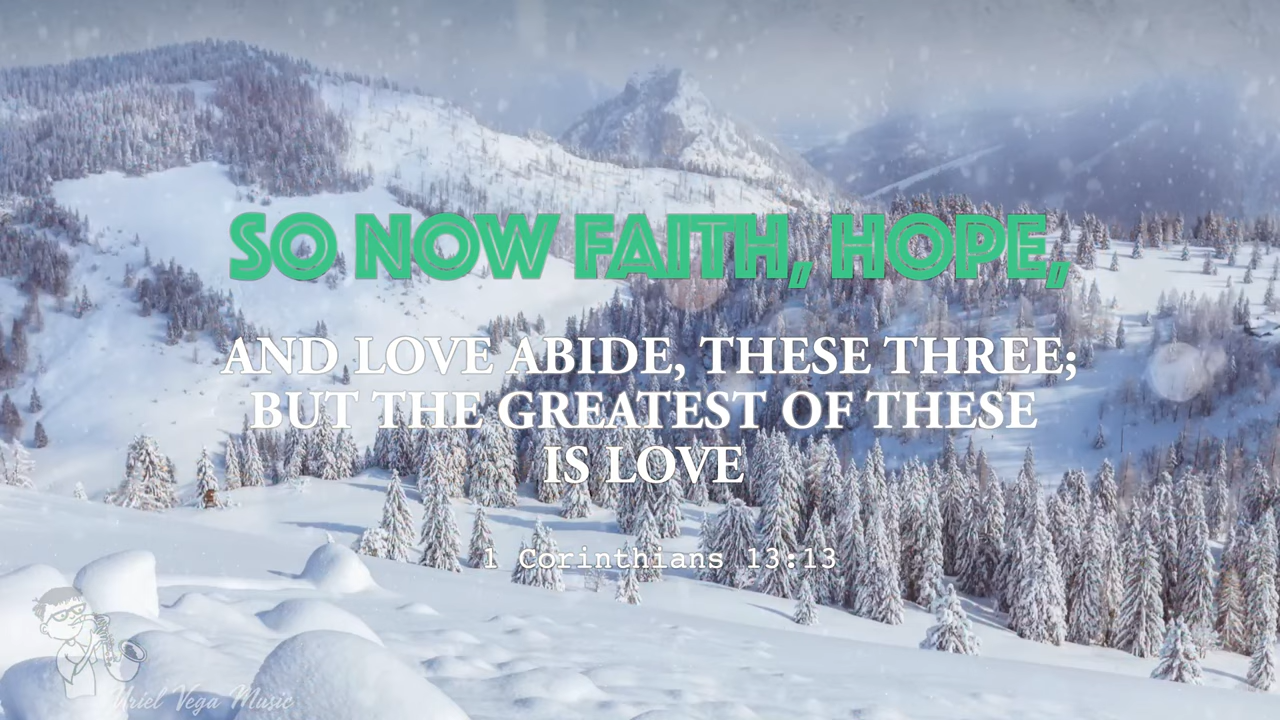 SO NOW FAITH, HOPE,
AND LOVE ABIDE, THESE THREE;
BUT THE GREATEST OF THESE
IS LOVE
1 Corinthians 13:13
Uriel Vega Music